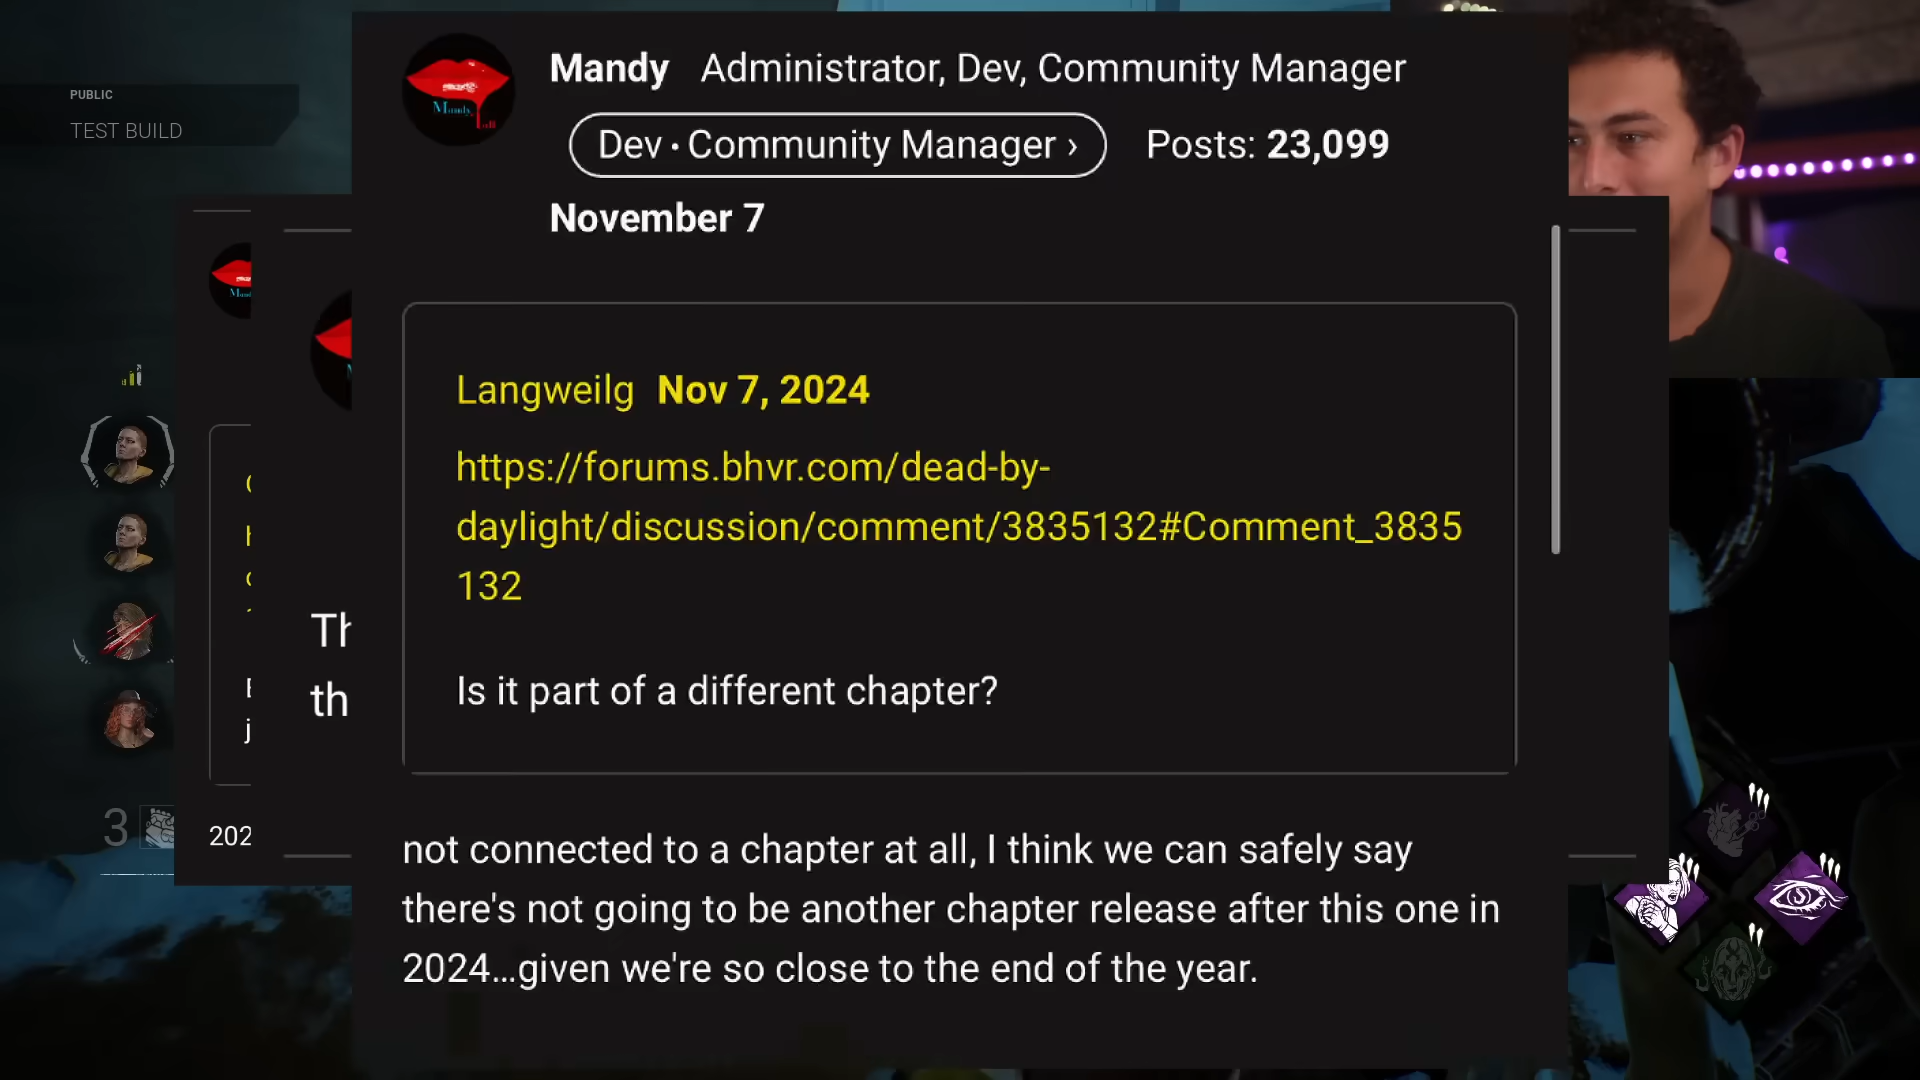 PUBLIC
TEST BUILD
Mandy Administrator, Dev, Community Manager
Dev • Community Manager › Posts: 23,099
November 7
Langweilg Nov 7, 2024
https://forums.bhvr.com/dead-by-
daylight/discussion/comment/3835132#Comment_3835
132
Is it part of a different chapter?
not connected to a chapter at all, I think we can safely say
there's not going to be another chapter release after this one in
2024...given we're so close to the end of the year.
Th
th
202
3